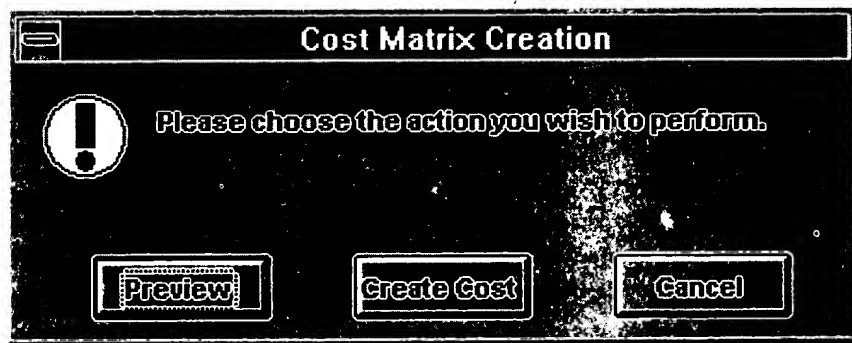 Cost Matrix Creation
Please choose the action you wish to perform.
Preview
Create Cost
Cancel